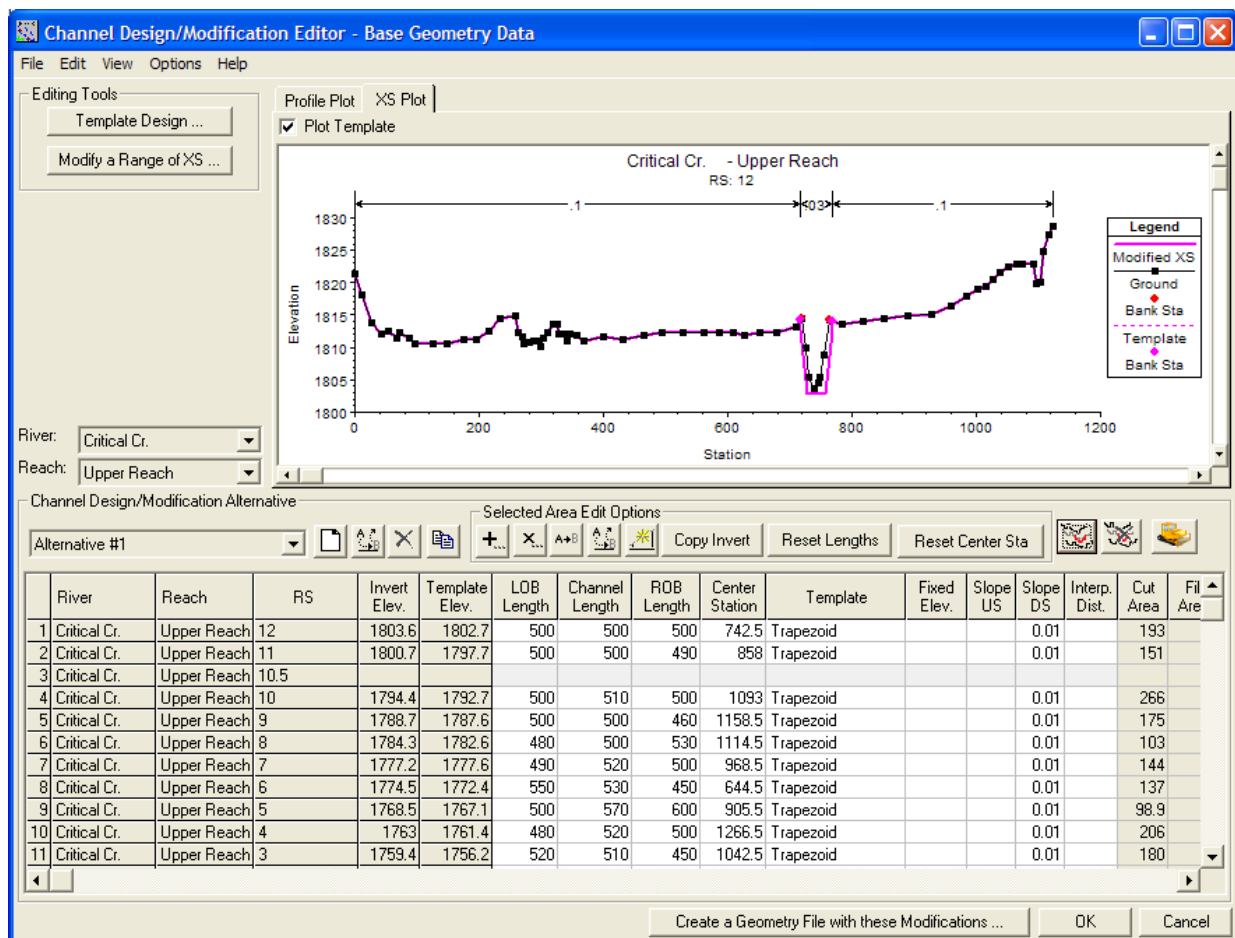 Channel Design/Modification Editor - Base Geometry Data
File Edit View Options Help
Editing Tools
Template Design ...
Modify a Range of XS ...
Profile Plot XS Plot
Plot Template
Critical Cr. - Upper Reach
RS: 12
.1 .03 .1
1830
1825
1820
1815
1810
1805
1800
Elevation
0 200 400 600 800 1000 1200
Station
Legend
Modified XS
Ground
Bank Sta
Template
Bank Sta
River: Critical Cr.
Reach: Upper Reach
Channel Design/Modification Alternative
Alternative #1
Selected Area Edit Options
Copy Invert Reset Lengths Reset Center Sta
River Reach RS Invert Elev. Template Elev. LOB Length Channel Length ROB Length Center Station Template Fixed Elev. Slope US Slope DS Interp. Dist. Cut Area Fil Are
1 Critical Cr. Upper Reach 12 1803.6 1802.7 500 500 500 742.5 Trapezoid 0.01 193
2 Critical Cr. Upper Reach 11 1800.7 1797.7 500 500 490 858 Trapezoid 0.01 151
3 Critical Cr. Upper Reach 10.5
4 Critical Cr. Upper Reach 10 1794.4 1792.7 500 510 500 1093 Trapezoid 0.01 266
5 Critical Cr. Upper Reach 9 1788.7 1787.6 500 500 460 1158.5 Trapezoid 0.01 175
6 Critical Cr. Upper Reach 8 1784.3 1782.6 480 500 530 1114.5 Trapezoid 0.01 103
7 Critical Cr. Upper Reach 7 1777.2 1777.6 490 520 500 968.5 Trapezoid 0.01 144
8 Critical Cr. Upper Reach 6 1774.5 1772.4 550 530 450 644.5 Trapezoid 0.01 137
9 Critical Cr. Upper Reach 5 1768.5 1767.1 500 570 600 905.5 Trapezoid 0.01 98.9
10 Critical Cr. Upper Reach 4 1763 1761.4 480 520 500 1266.5 Trapezoid 0.01 206
11 Critical Cr. Upper Reach 3 1759.4 1756.2 520 510 450 1042.5 Trapezoid 0.01 180
Create a Geometry File with these Modifications ... OK Cancel